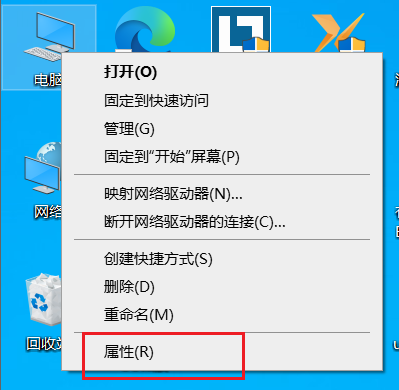 电脑
打开(O)
固定到快速访问
管理(G)
固定到“开始”屏幕(P)
映射网络驱动器(N)...
网络
断开网络驱动器的连接(C)...
创建快捷方式(S)
删除(D)
重命名(M)
回收站
属性(R)